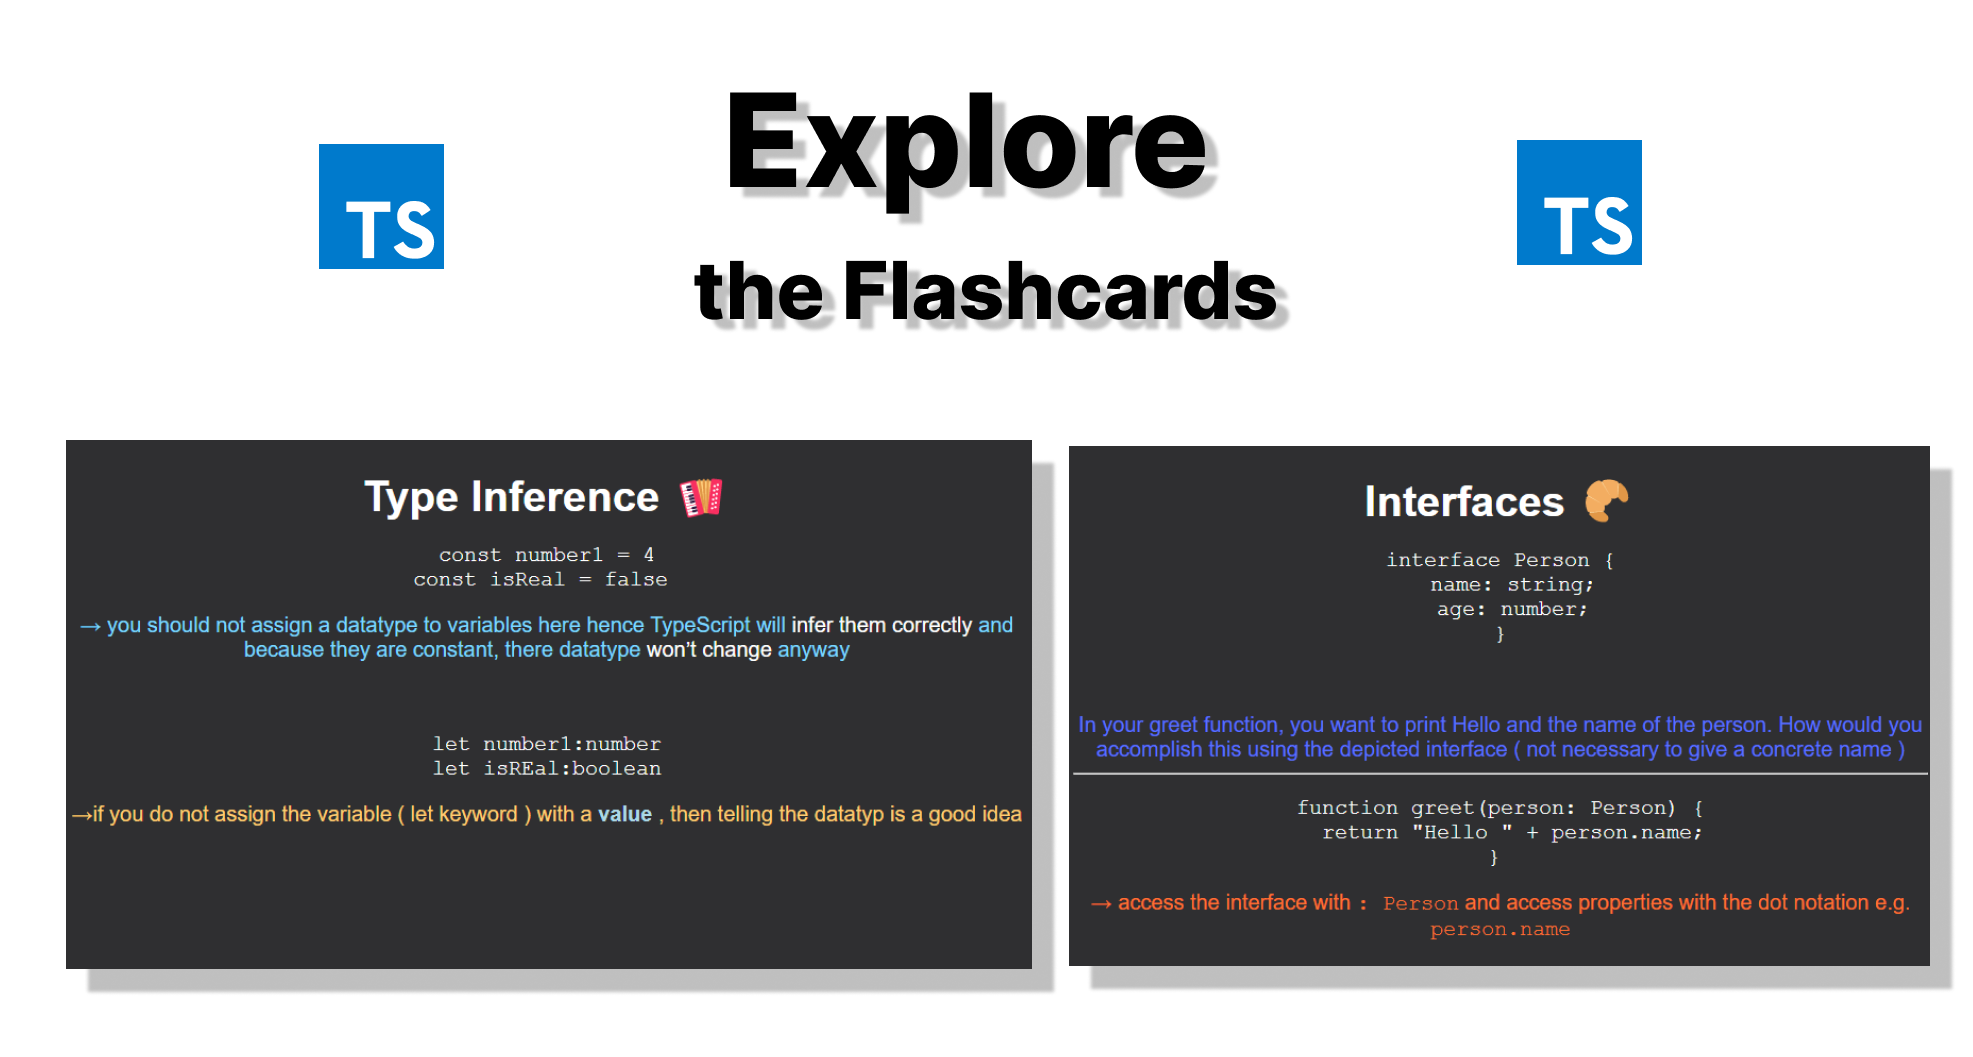 Explore
the Flashcards
TS
TS
Type Inference
const number1 = 4
const isReal = false
→ you should not assign a datatype to variables here hence TypeScript will infer them correctly and
because they are constant, there datatype won’t change anyway
let number1:number
let isREal:boolean
→if you do not assign the variable ( let keyword ) with a value , then telling the datatyp is a good idea
Interfaces
interface Person {
name: string;
age: number;
}
In your greet function, you want to print Hello and the name of the person. How would you
accomplish this using the depicted interface ( not necessary to give a concrete name )
function greet(person: Person) {
return "Hello " + person.name;
}
→ access the interface with : Person and access properties with the dot notation e.g.
person.name